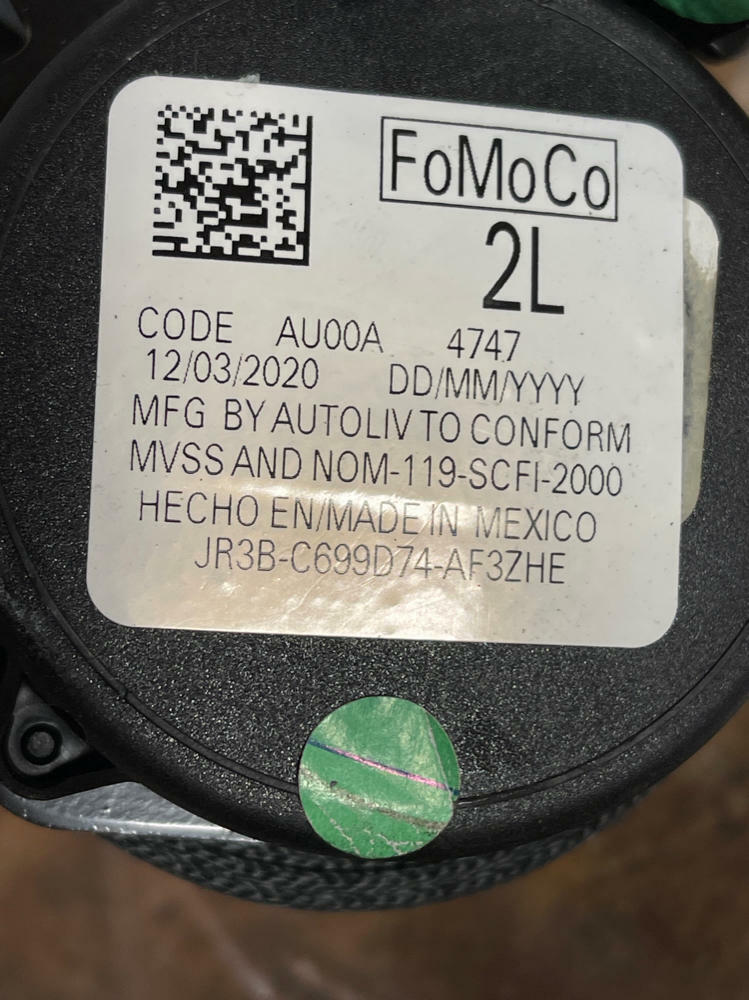 FoMoCo
2L
CODE AU00A 4747
12/03/2020 DD/MM/YYYY
MFG BY AUTOLIV TO CONFORM
MVSS AND NOM-119-SCFI-2000
HECHO EN/MADE IN MEXICO
JR3B-C699D74-AF3ZHE